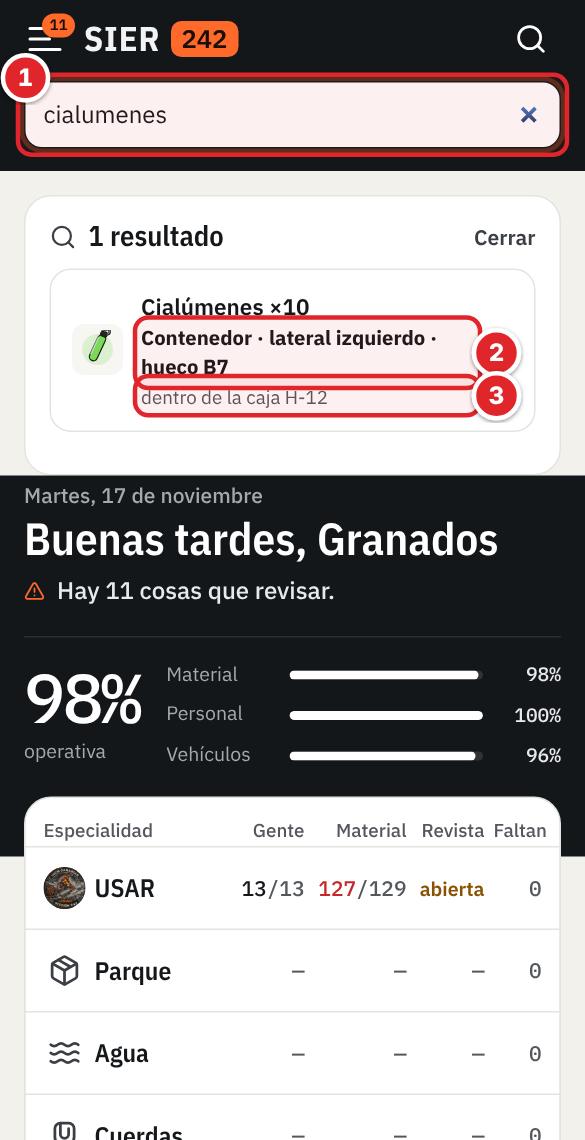 11
SIER 242
1
cialumenes ×
1 resultado Cerrar
Cialúmenes ×10
Contenedor · lateral izquierdo ·
hueco B7
2
dentro de la caja H-12
3
Martes, 17 de noviembre
Buenas tardes, Granados
Hay 11 cosas que revisar.
98%
operativa
Material 98%
Personal 100%
Vehículos 96%
Especialidad Gente Material Revista Faltan
USAR 13/13 127/129 abierta 0
Parque – – – 0
Agua – – – 0
Cuerdas – – – 0